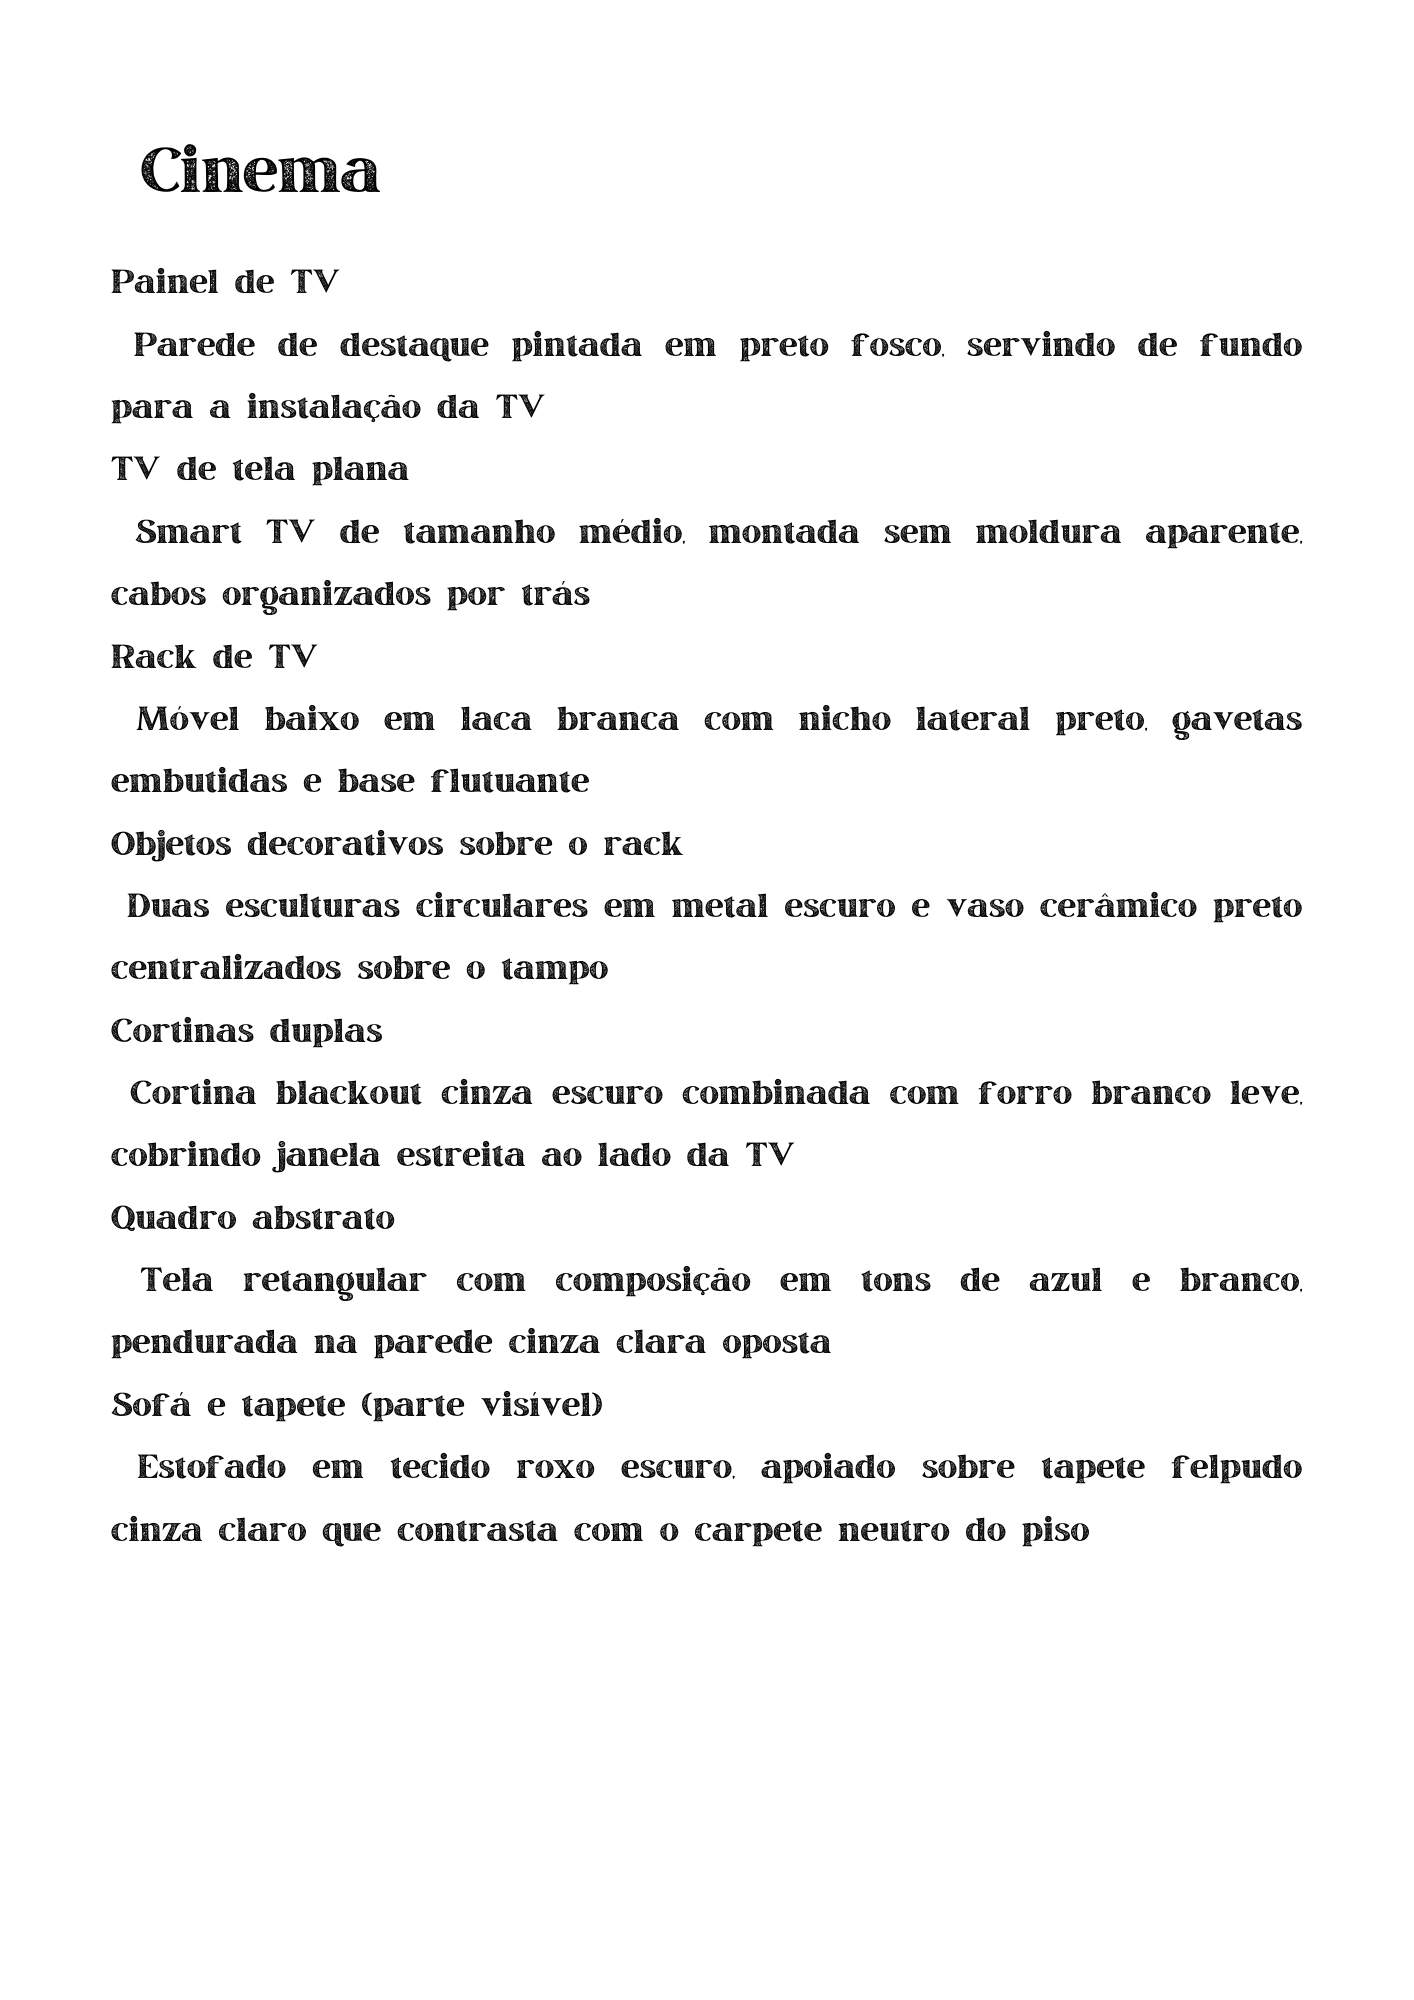 Cinema
Painel de TV
Parede de destaque pintada em preto fosco, servindo de fundo
para a instalação da TV
TV de tela plana
Smart TV de tamanho médio, montada sem moldura aparente,
cabos organizados por trás
Rack de TV
Móvel baixo em laca branca com nicho lateral preto, gavetas
embutidas e base flutuante
Objetos decorativos sobre o rack
Duas esculturas circulares em metal escuro e vaso cerâmico preto
centralizados sobre o tampo
Cortinas duplas
Cortina blackout cinza escuro combinada com forro branco leve,
cobrindo janela estreita ao lado da TV
Quadro abstrato
Tela retangular com composição em tons de azul e branco,
pendurada na parede cinza clara oposta
Sofá e tapete (parte visível)
Estofado em tecido roxo escuro, apoiado sobre tapete felpudo
cinza claro que contrasta com o carpete neutro do piso